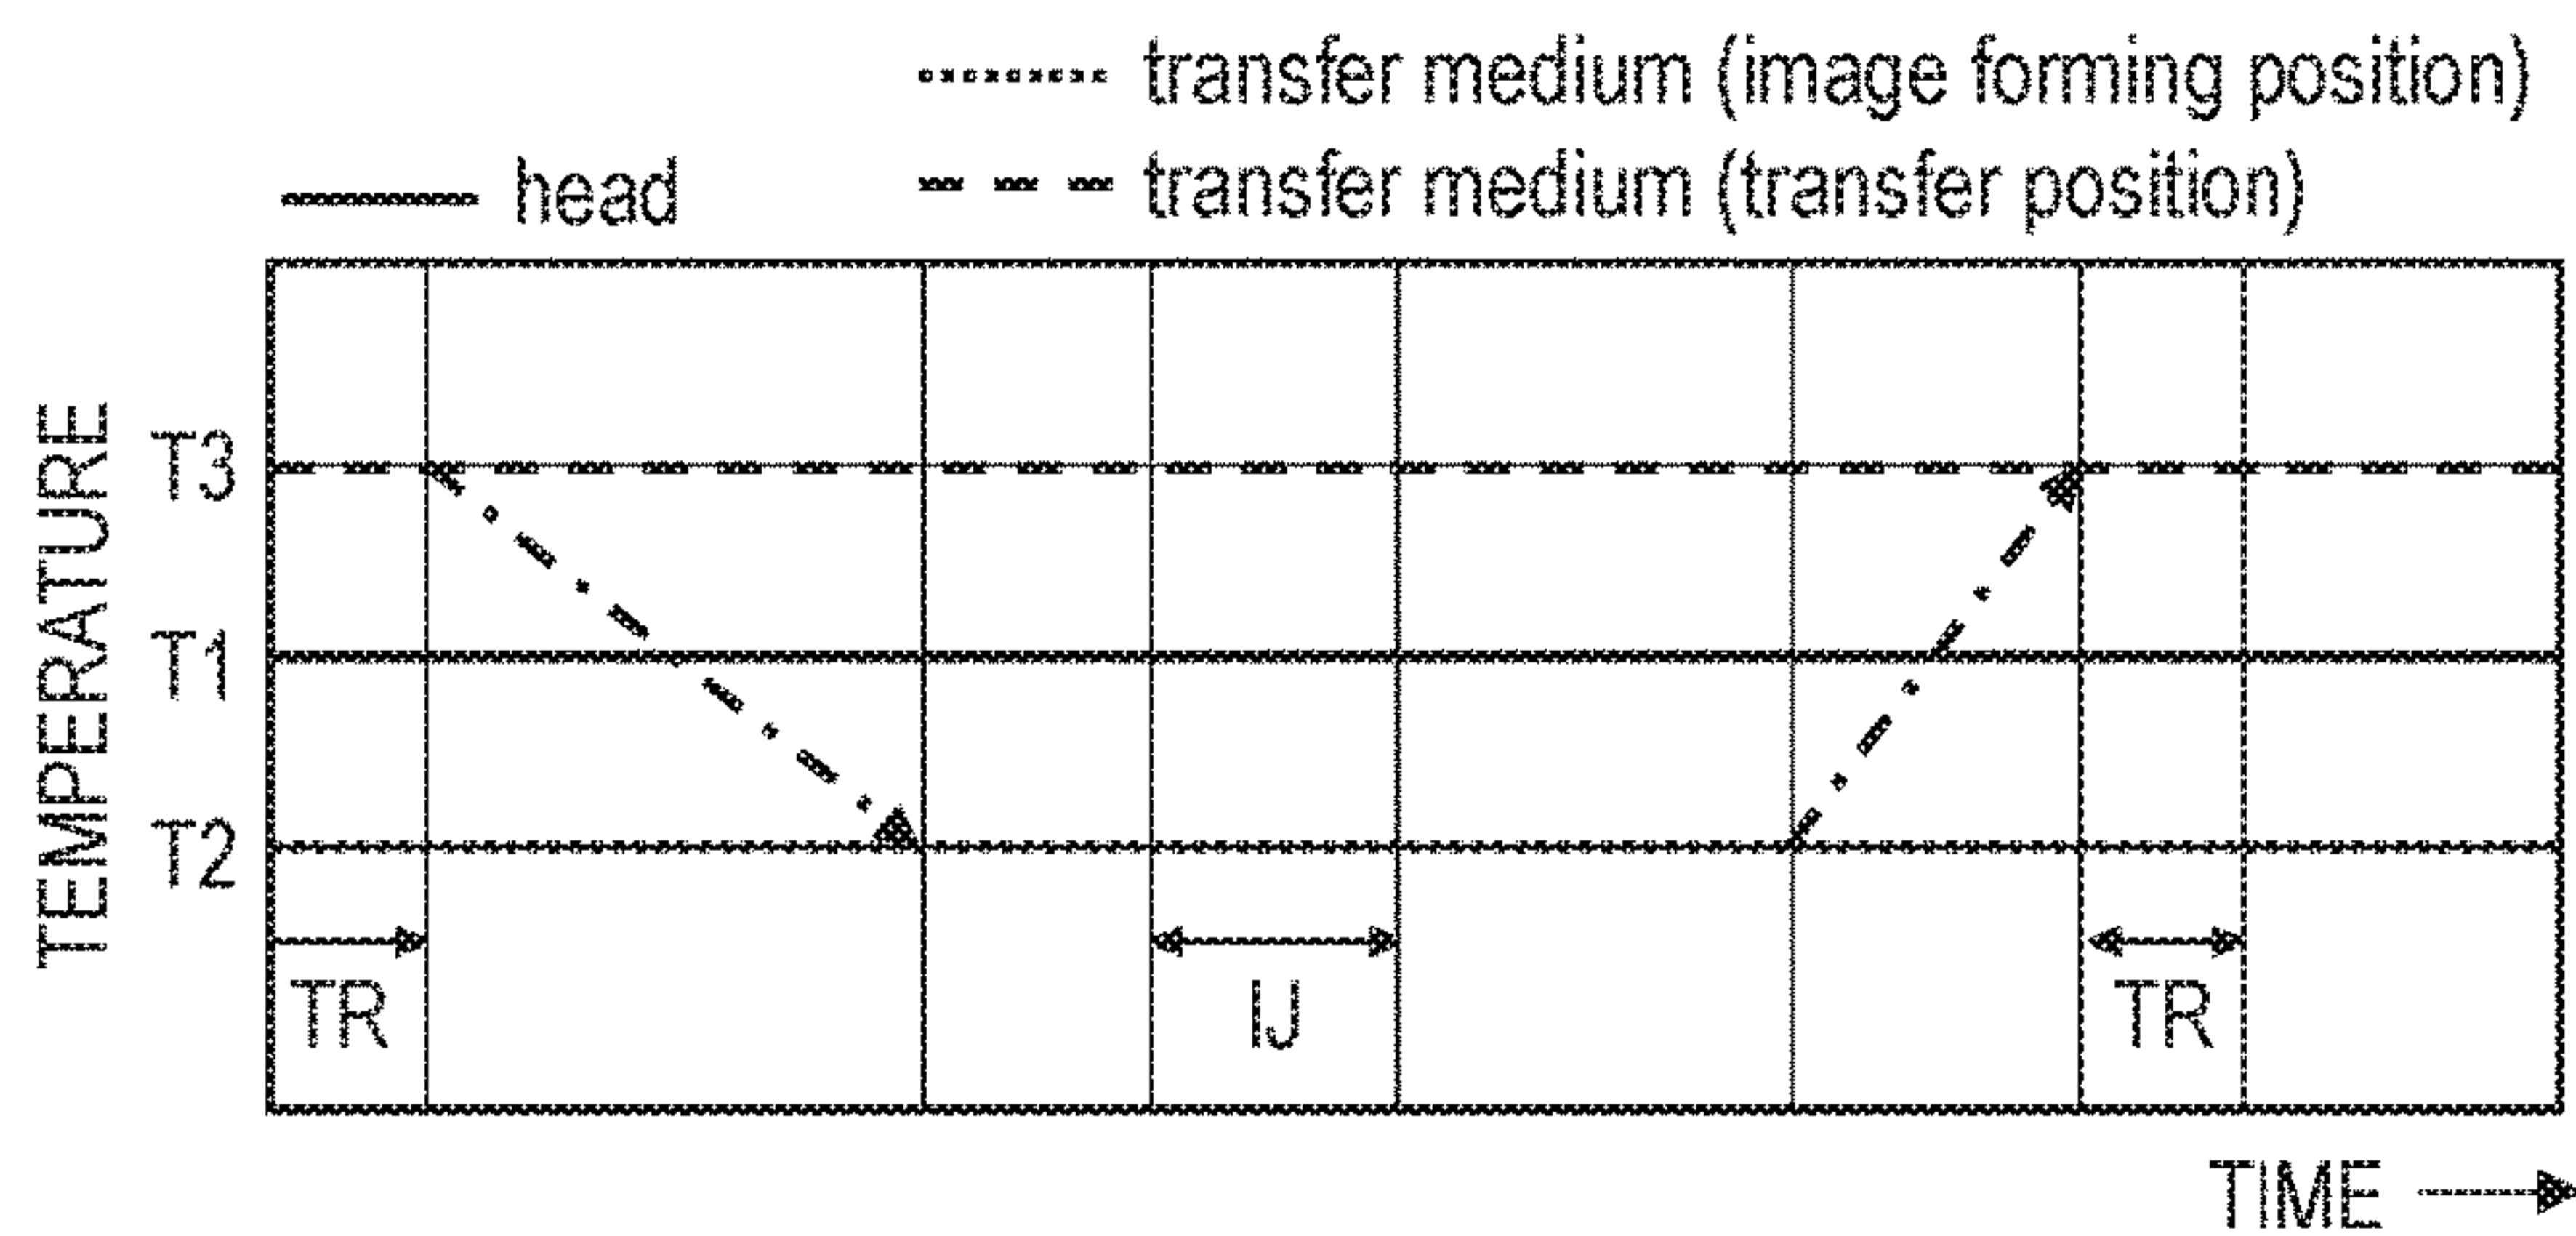 transfer medium (image forming position)
head
transfer medium (transfer position)
TEMPERATURE
T3
T1
T2
TR
IJ
TR
TIME